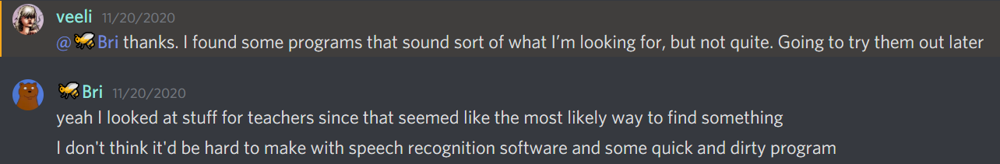 veeli 11/20/2020
@🐝Bri thanks. I found some programs that sound sort of what I’m looking for, but not quite. Going to try them out later
🐝Bri 11/20/2020
yeah I looked at stuff for teachers since that seemed like the most likely way to find something
I don't think it'd be hard to make with speech recognition software and some quick and dirty program